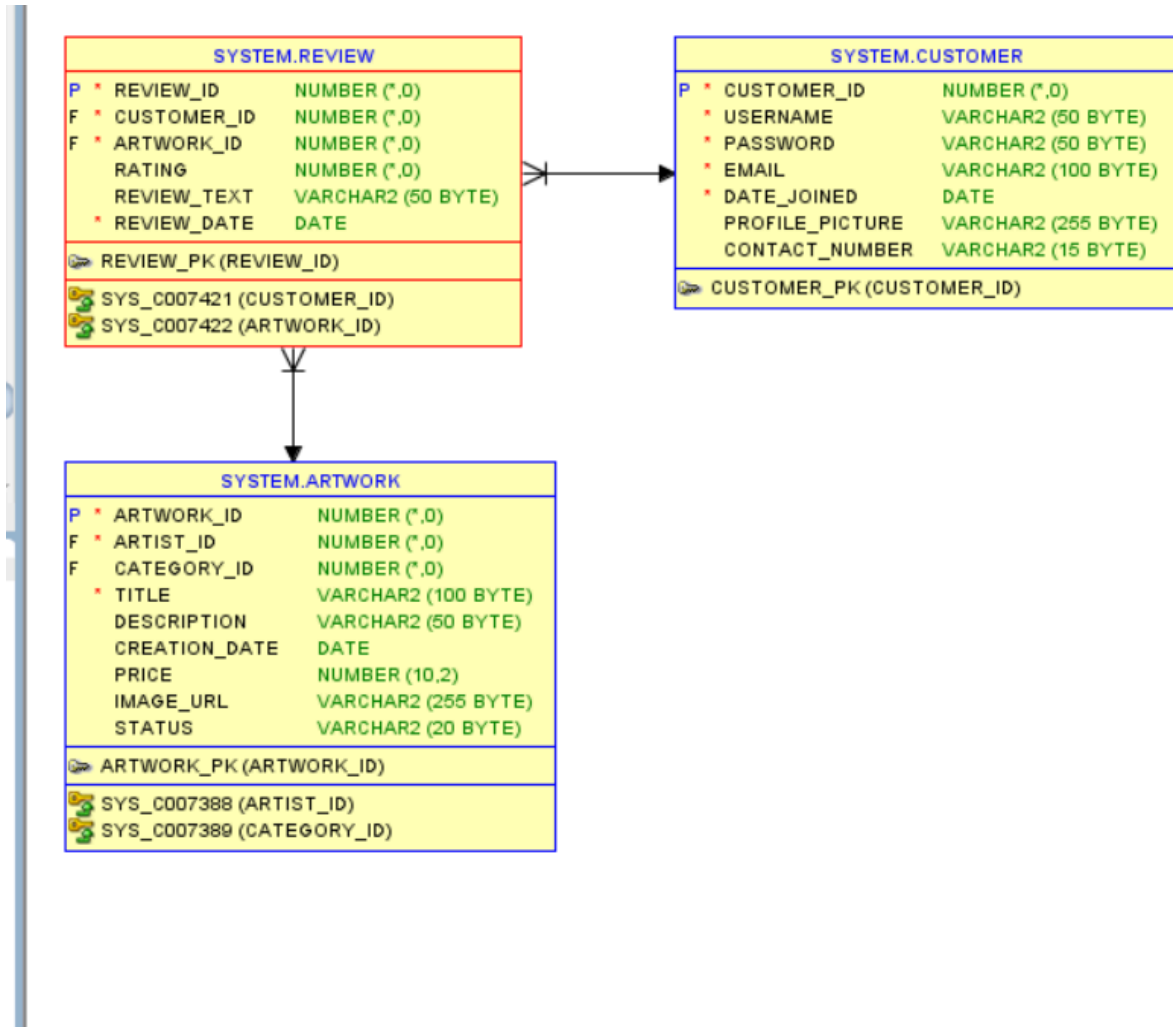 SYSTEM.REVIEW
P * REVIEW_ID NUMBER (*,0)
F * CUSTOMER_ID NUMBER (*,0)
F * ARTWORK_ID NUMBER (*,0)
RATING NUMBER (*,0)
REVIEW_TEXT VARCHAR2 (50 BYTE)
* REVIEW_DATE DATE
REVIEW_PK (REVIEW_ID)
SYS_C007421 (CUSTOMER_ID)
SYS_C007422 (ARTWORK_ID)
SYSTEM.CUSTOMER
P * CUSTOMER_ID NUMBER (*,0)
* USERNAME VARCHAR2 (50 BYTE)
* PASSWORD VARCHAR2 (50 BYTE)
* EMAIL VARCHAR2 (100 BYTE)
* DATE_JOINED DATE
PROFILE_PICTURE VARCHAR2 (255 BYTE)
CONTACT_NUMBER VARCHAR2 (15 BYTE)
CUSTOMER_PK (CUSTOMER_ID)
SYSTEM.ARTWORK
P * ARTWORK_ID NUMBER (*,0)
F * ARTIST_ID NUMBER (*,0)
F CATEGORY_ID NUMBER (*,0)
* TITLE VARCHAR2 (100 BYTE)
DESCRIPTION VARCHAR2 (50 BYTE)
CREATION_DATE DATE
PRICE NUMBER (10,2)
IMAGE_URL VARCHAR2 (255 BYTE)
STATUS VARCHAR2 (20 BYTE)
ARTWORK_PK (ARTWORK_ID)
SYS_C007388 (ARTIST_ID)
SYS_C007389 (CATEGORY_ID)